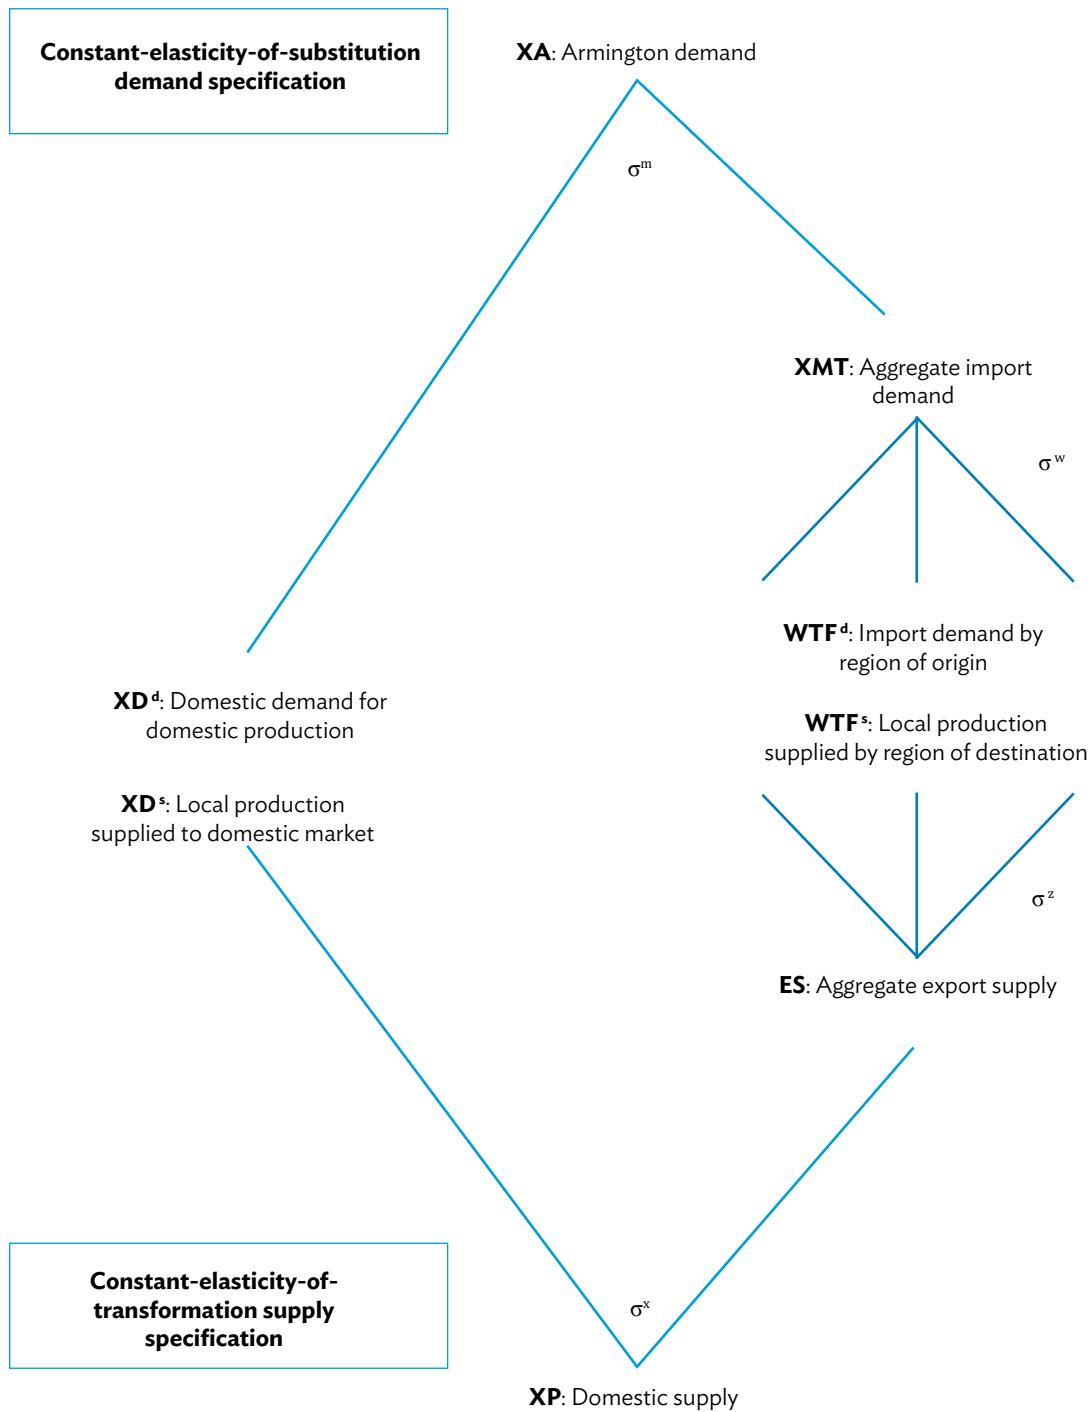 Constant-elasticity-of-substitution
demand specification
XA: Armington demand
σᵐ
XMT: Aggregate import
demand
σʷ
WTFᵈ: Import demand by
region of origin
XDᵈ: Domestic demand for
domestic production
WTFˢ: Local production
supplied by region of destination
XDˢ: Local production
supplied to domestic market
σᶻ
ES: Aggregate export supply
Constant-elasticity-of-
transformation supply
specification
σˣ
XP: Domestic supply